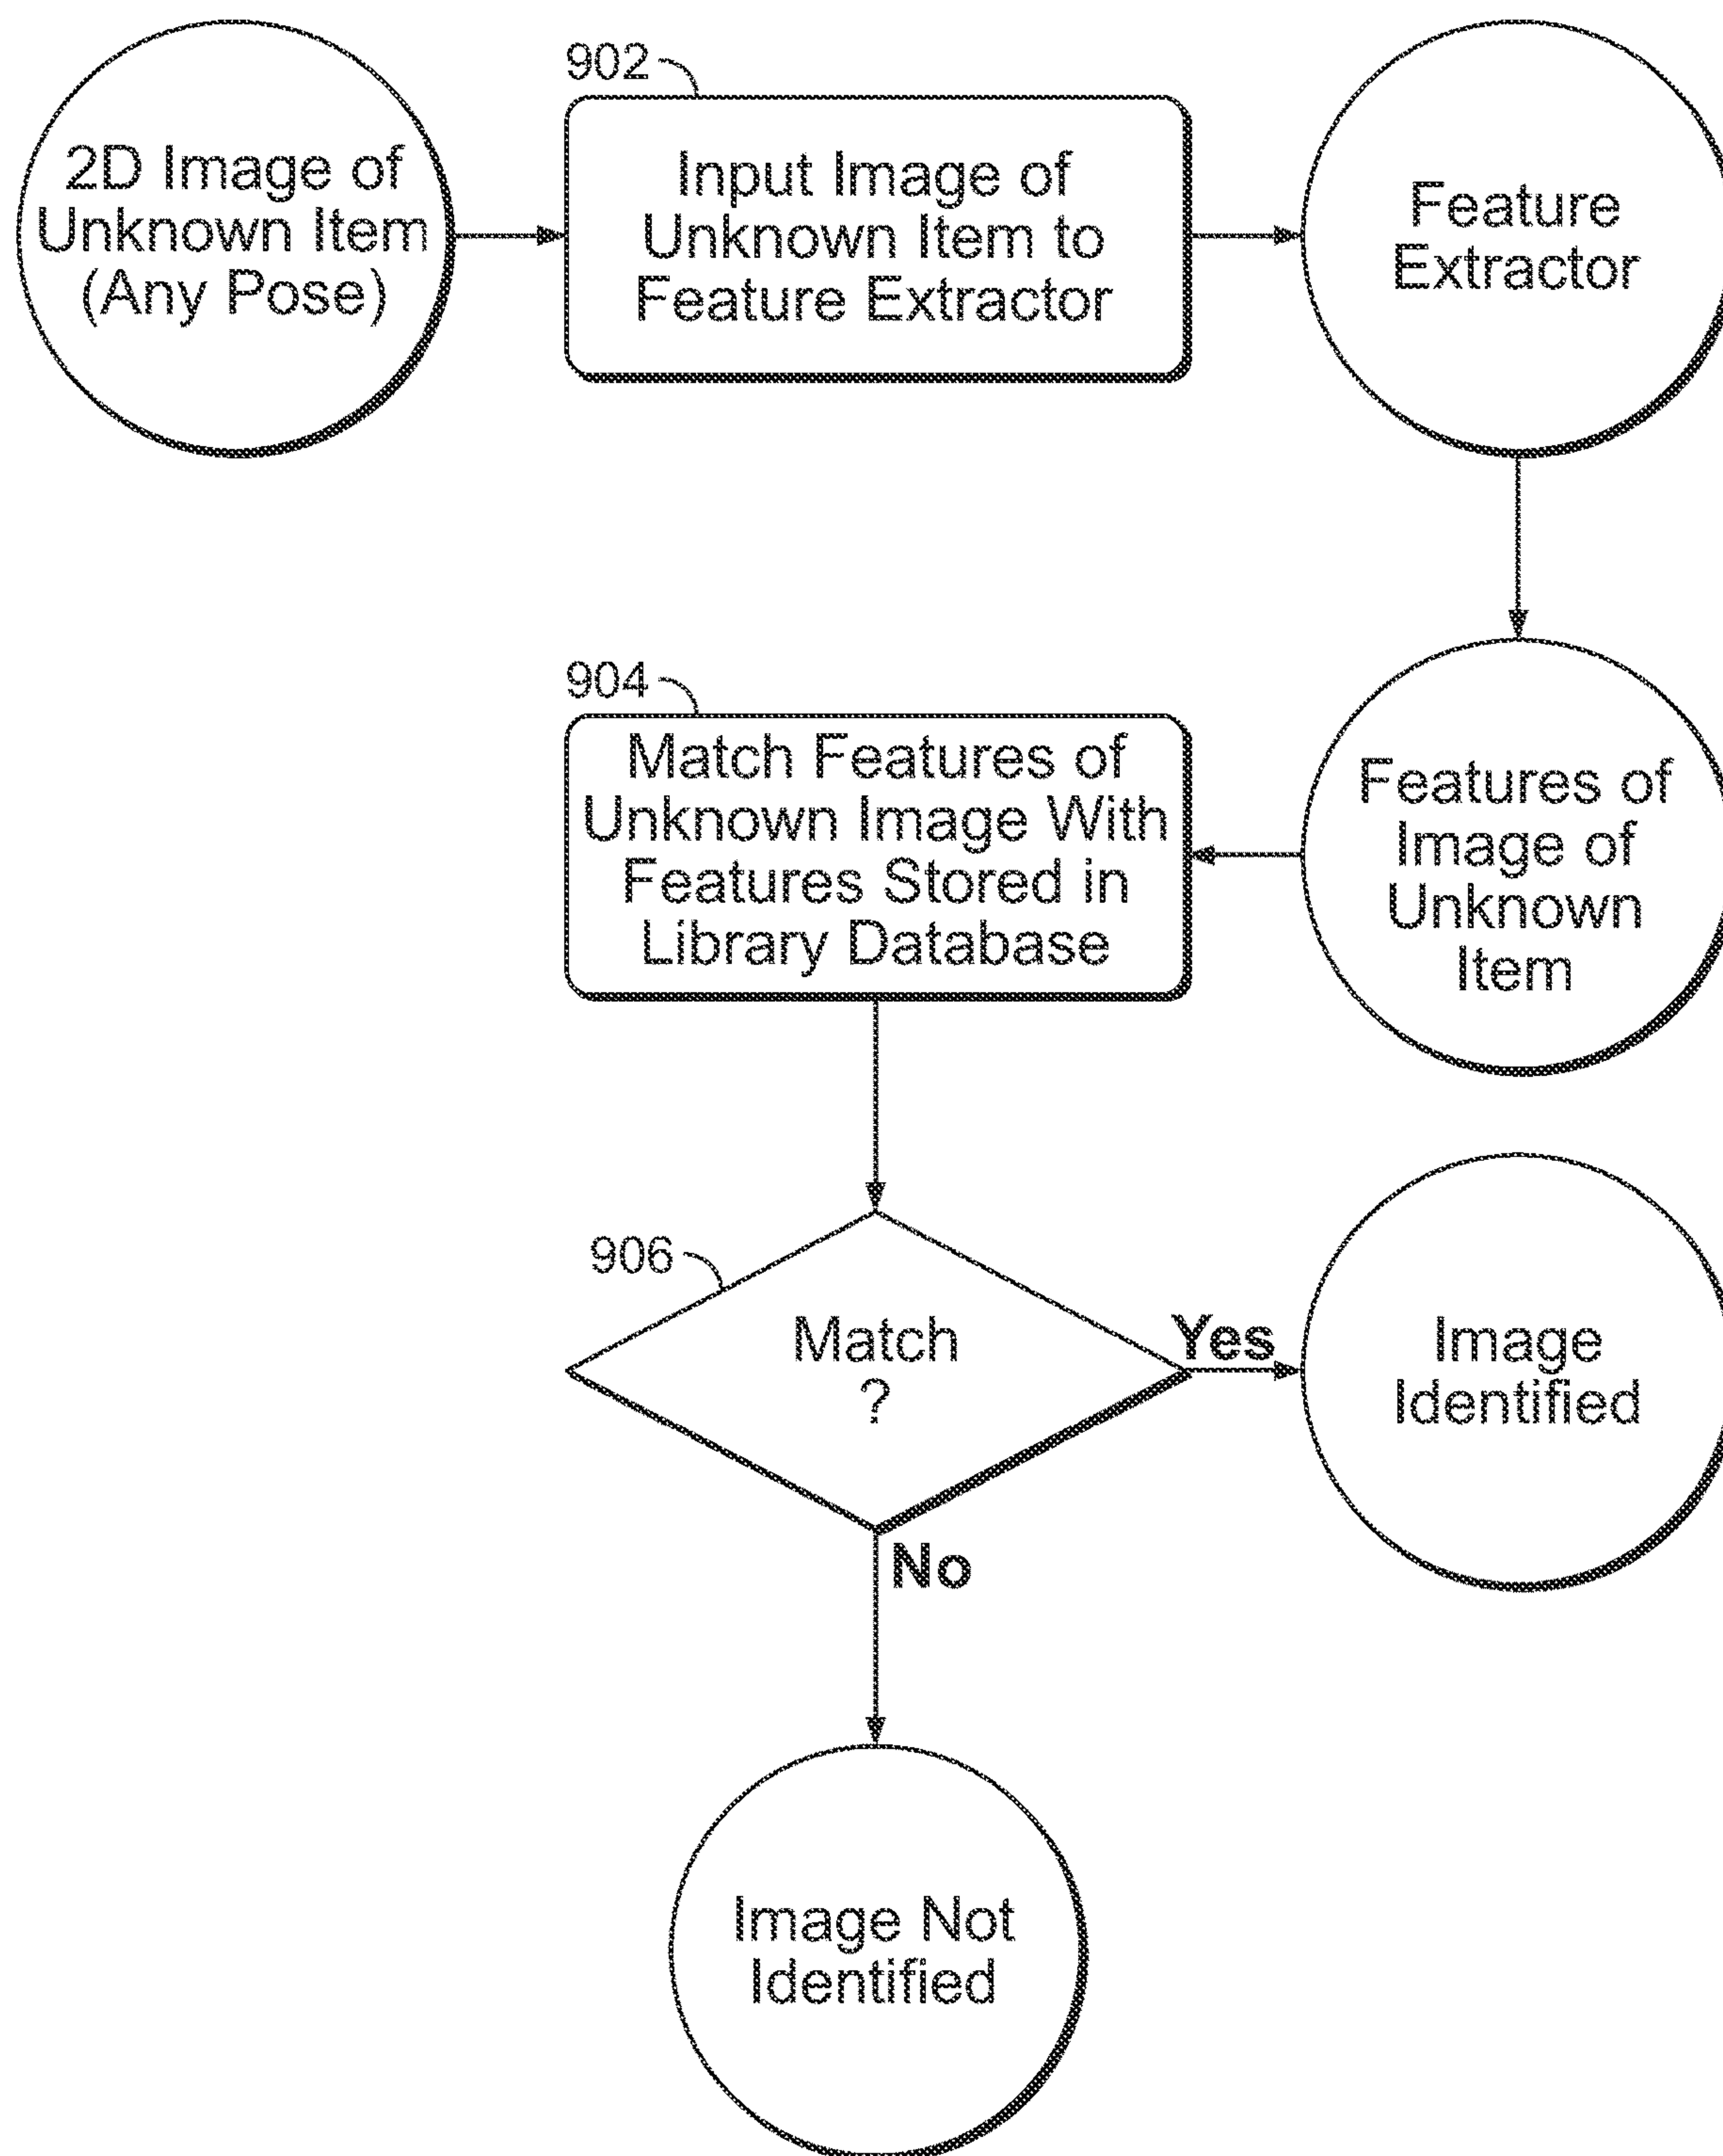 2D Image of
Unknown Item
(Any Pose)
902
Input Image of
Unknown Item to
Feature Extractor
Feature
Extractor
904
Match Features of
Unknown Image With
Features Stored in
Library Database
Features of
Image of
Unknown
Item
906
Match
?
Yes
Image
Identified
No
Image Not
Identified